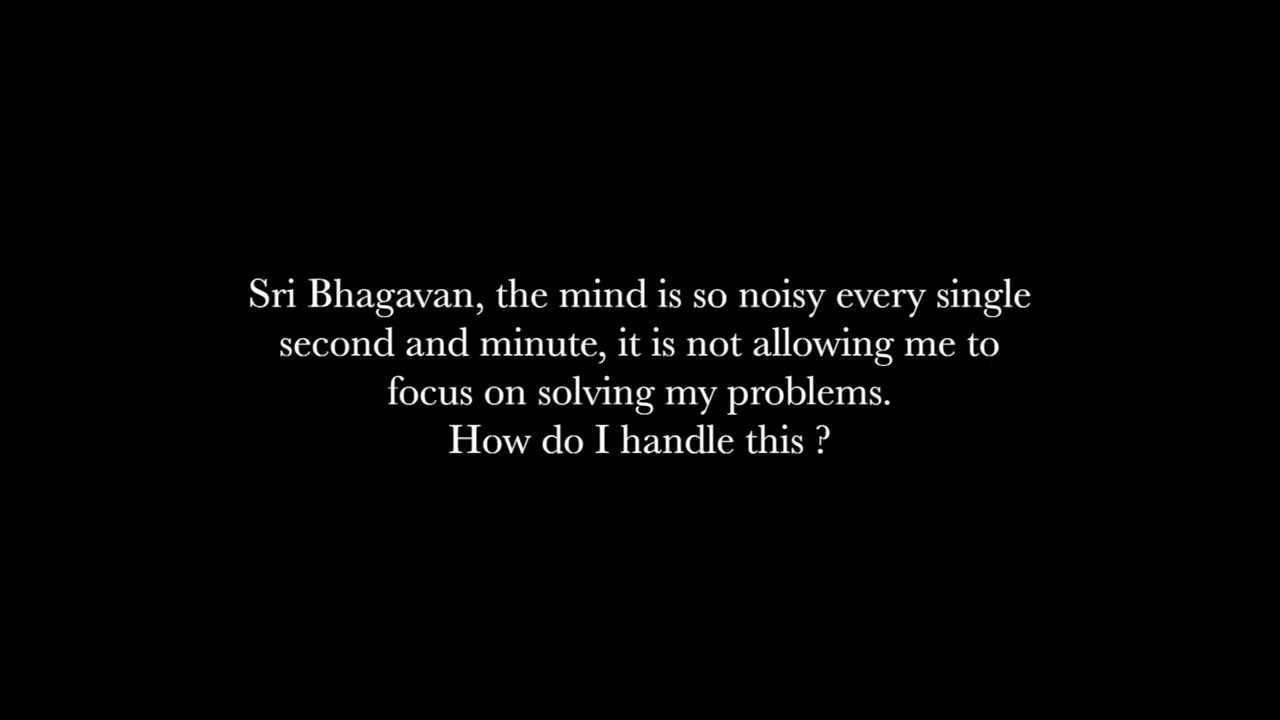 Sri Bhagavan, the mind is so noisy every single
second and minute, it is not allowing me to
focus on solving my problems.
How do I handle this ?